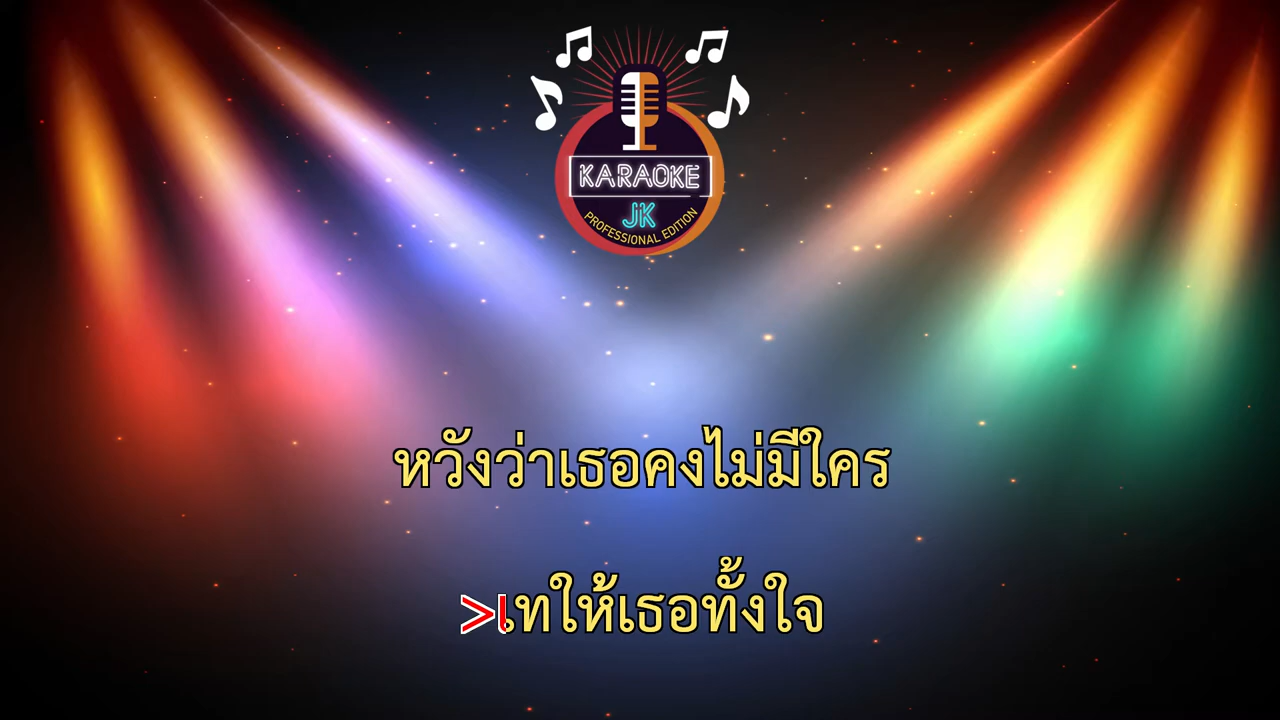 KARAOKE
JK
PROFESSIONAL EDITION
หวังว่าเธอคงไม่มีใคร
>เทให้เธอทั้งใจ